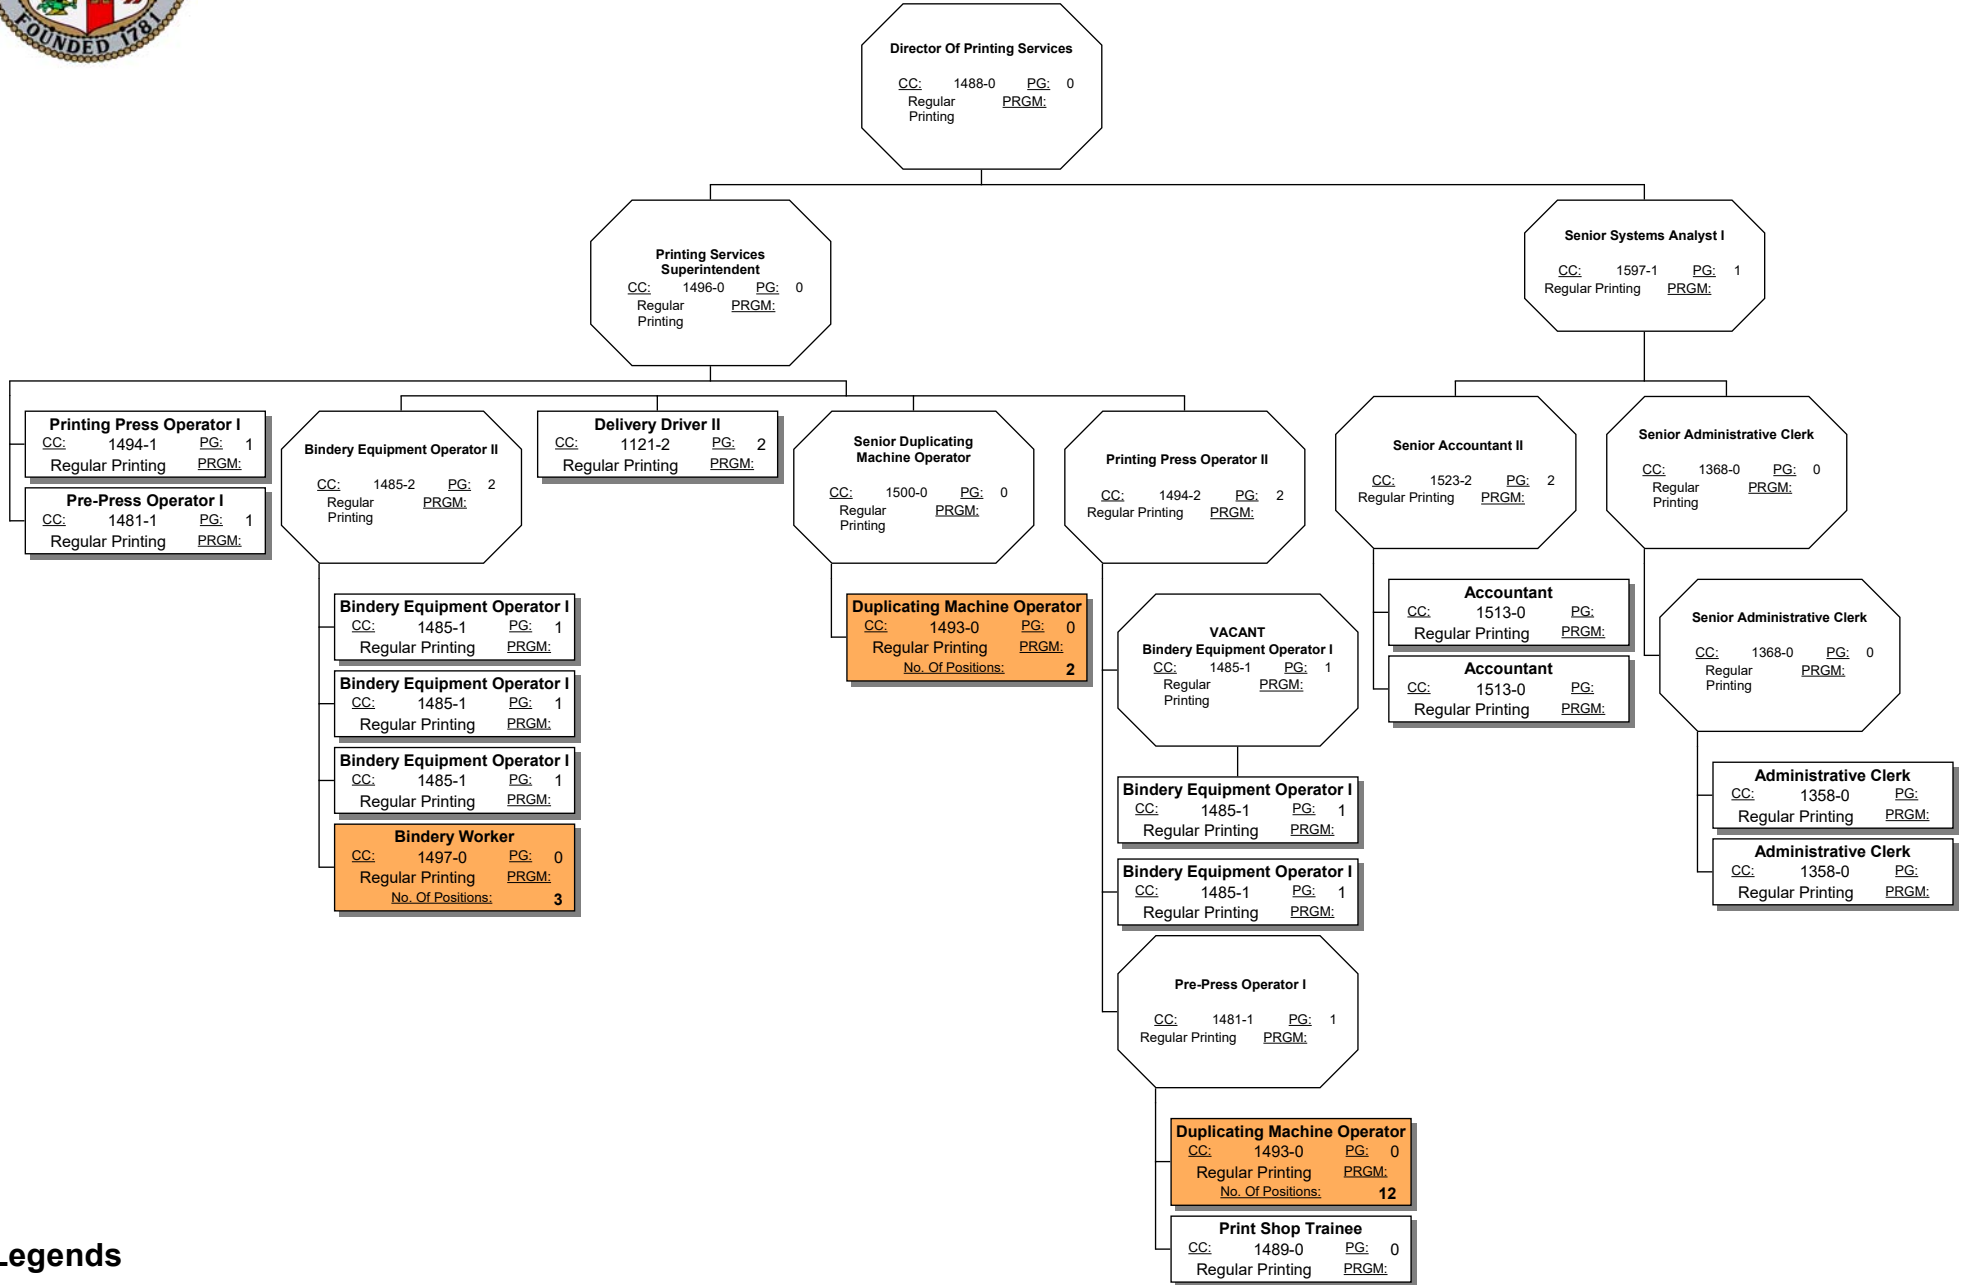 FOUNDED 1781
Director Of Printing Services
CC: 1488-0 PG: 0
Regular PRGM:
Printing
Printing Services
Superintendent
CC: 1496-0 PG: 0
Regular PRGM:
Printing
Senior Systems Analyst I
CC: 1597-1 PG: 1
Regular Printing PRGM:
Printing Press Operator I
CC: 1494-1 PG: 1
Regular Printing PRGM:
Pre-Press Operator I
CC: 1481-1 PG: 1
Regular Printing PRGM:
Bindery Equipment Operator II
CC: 1485-2 PG: 2
Regular PRGM:
Printing
Bindery Equipment Operator I
CC: 1485-1 PG: 1
Regular Printing PRGM:
Bindery Equipment Operator I
CC: 1485-1 PG: 1
Regular Printing PRGM:
Bindery Equipment Operator I
CC: 1485-1 PG: 1
Regular Printing PRGM:
Bindery Worker
CC: 1497-0 PG: 0
Regular Printing PRGM:
No. Of Positions: 3
Delivery Driver II
CC: 1121-2 PG: 2
Regular Printing PRGM:
Senior Duplicating
Machine Operator
CC: 1500-0 PG: 0
Regular PRGM:
Printing
Duplicating Machine Operator
CC: 1493-0 PG: 0
Regular Printing PRGM:
No. Of Positions: 2
Printing Press Operator II
CC: 1494-2 PG: 2
Regular Printing PRGM:
VACANT
Bindery Equipment Operator I
CC: 1485-1 PG: 1
Regular PRGM:
Printing
Bindery Equipment Operator I
CC: 1485-1 PG: 1
Regular Printing PRGM:
Bindery Equipment Operator I
CC: 1485-1 PG: 1
Regular Printing PRGM:
Pre-Press Operator I
CC: 1481-1 PG: 1
Regular Printing PRGM:
Duplicating Machine Operator
CC: 1493-0 PG: 0
Regular Printing PRGM:
No. Of Positions: 12
Print Shop Trainee
CC: 1489-0 PG: 0
Regular Printing PRGM:
Senior Accountant II
CC: 1523-2 PG: 2
Regular Printing PRGM:
Accountant
CC: 1513-0 PG:
Regular Printing PRGM:
Accountant
CC: 1513-0 PG:
Regular Printing PRGM:
Senior Administrative Clerk
CC: 1368-0 PG: 0
Regular PRGM:
Printing
Senior Administrative Clerk
CC: 1368-0 PG: 0
Regular PRGM:
Printing
Administrative Clerk
CC: 1358-0 PG:
Regular Printing PRGM:
Administrative Clerk
CC: 1358-0 PG:
Regular Printing PRGM:
Legends